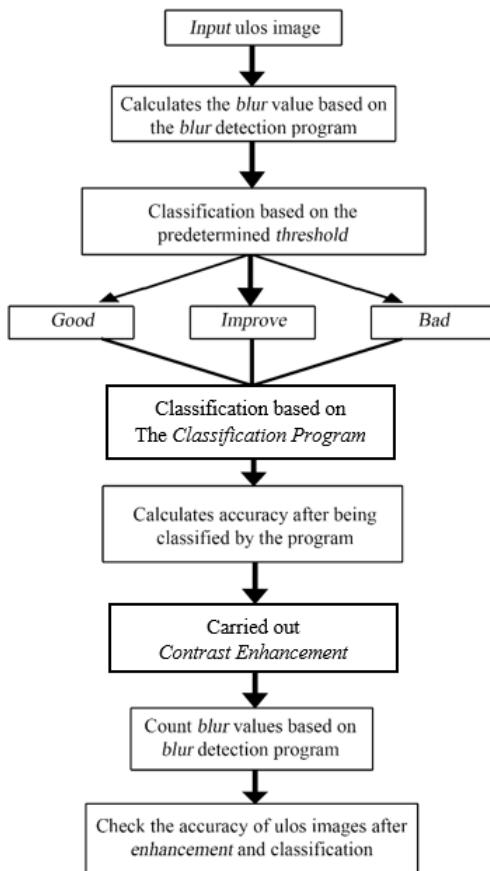 Input ulos image
Calculates the blur value based on
the blur detection program
Classification based on the
predetermined threshold
Good
Improve
Bad
Classification based on
The Classification Program
Calculates accuracy after being
classified by the program
Carried out
Contrast Enhancement
Count blur values based on
blur detection program
Check the accuracy of ulos images after
enhancement and classification